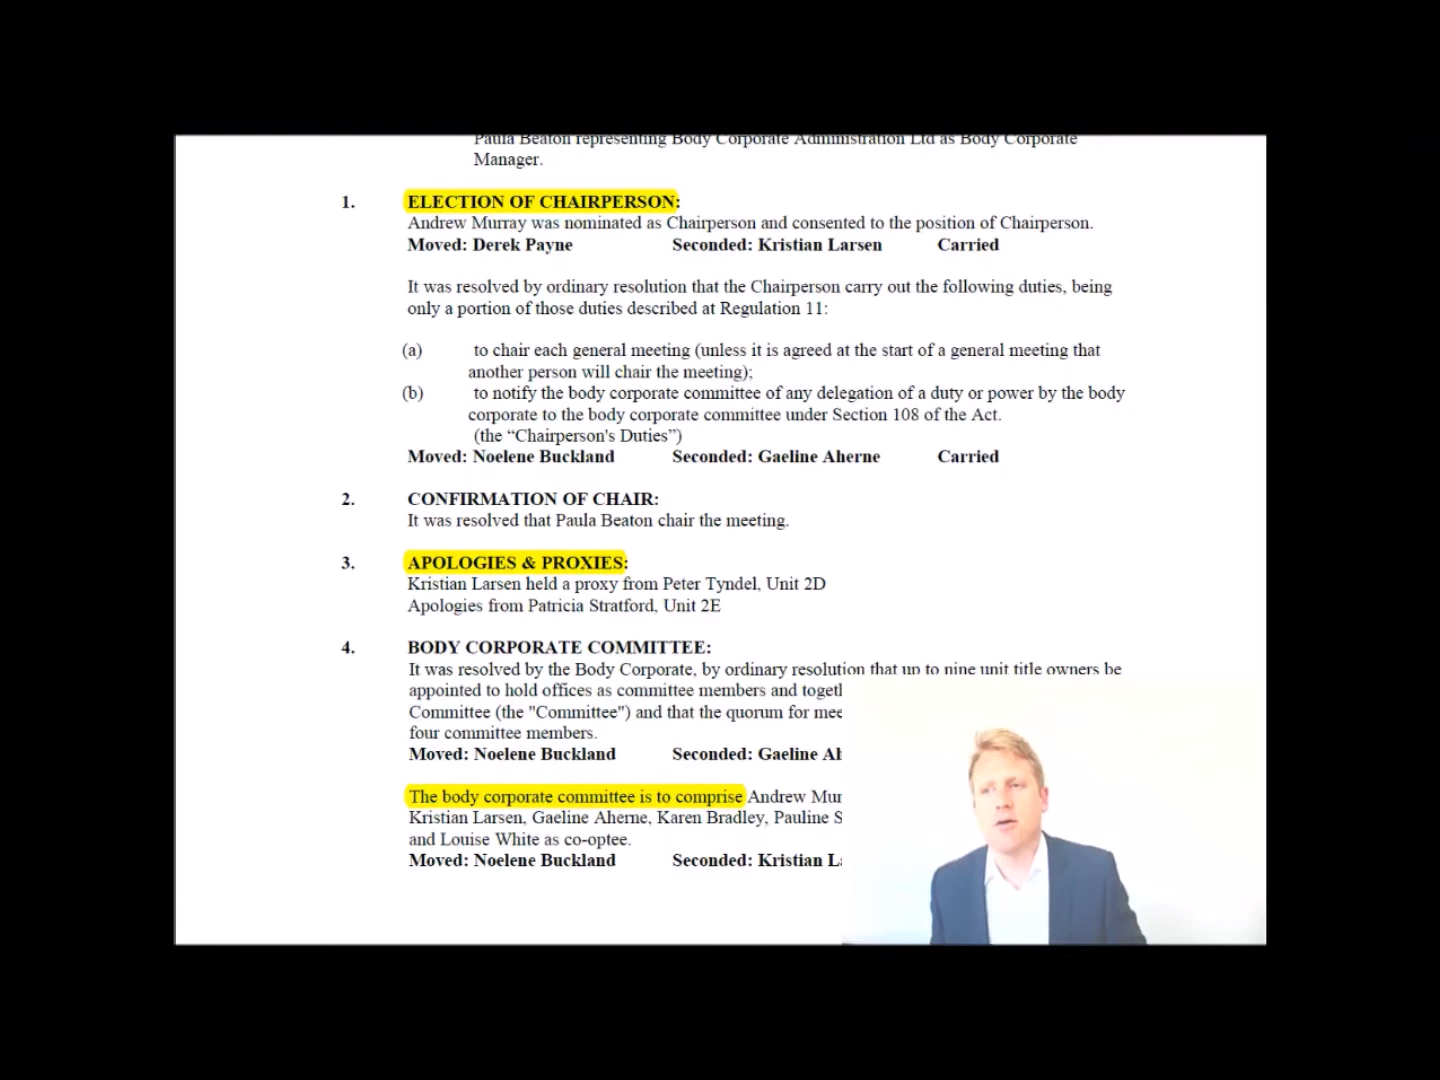 Paula Beaton representing Body Corporate Administration Ltd as Body Corporate
Manager.
1. ELECTION OF CHAIRPERSON:
Andrew Murray was nominated as Chairperson and consented to the position of Chairperson.
Moved: Derek Payne Seconded: Kristian Larsen Carried
It was resolved by ordinary resolution that the Chairperson carry out the following duties, being
only a portion of those duties described at Regulation 11:
(a) to chair each general meeting (unless it is agreed at the start of a general meeting that
another person will chair the meeting);
(b) to notify the body corporate committee of any delegation of a duty or power by the body
corporate to the body corporate committee under Section 108 of the Act.
(the “Chairperson's Duties”)
Moved: Noelene Buckland Seconded: Gaeline Aherne Carried
2. CONFIRMATION OF CHAIR:
It was resolved that Paula Beaton chair the meeting.
3. APOLOGIES & PROXIES:
Kristian Larsen held a proxy from Peter Tyndel, Unit 2D
Apologies from Patricia Stratford, Unit 2E
4. BODY CORPORATE COMMITTEE:
It was resolved by the Body Corporate, by ordinary resolution that up to nine unit title owners be
appointed to hold offices as committee members and
Committee (the "Committee") and that the quorum for
four committee members.
Moved: Noelene Buckland Seconded: Gaeline
The body corporate committee is to comprise Andrew
Kristian Larsen, Gaeline Aherne, Karen Bradley, Pauline
and Louise White as co-optee.
Moved: Noelene Buckland Seconded: Kristian